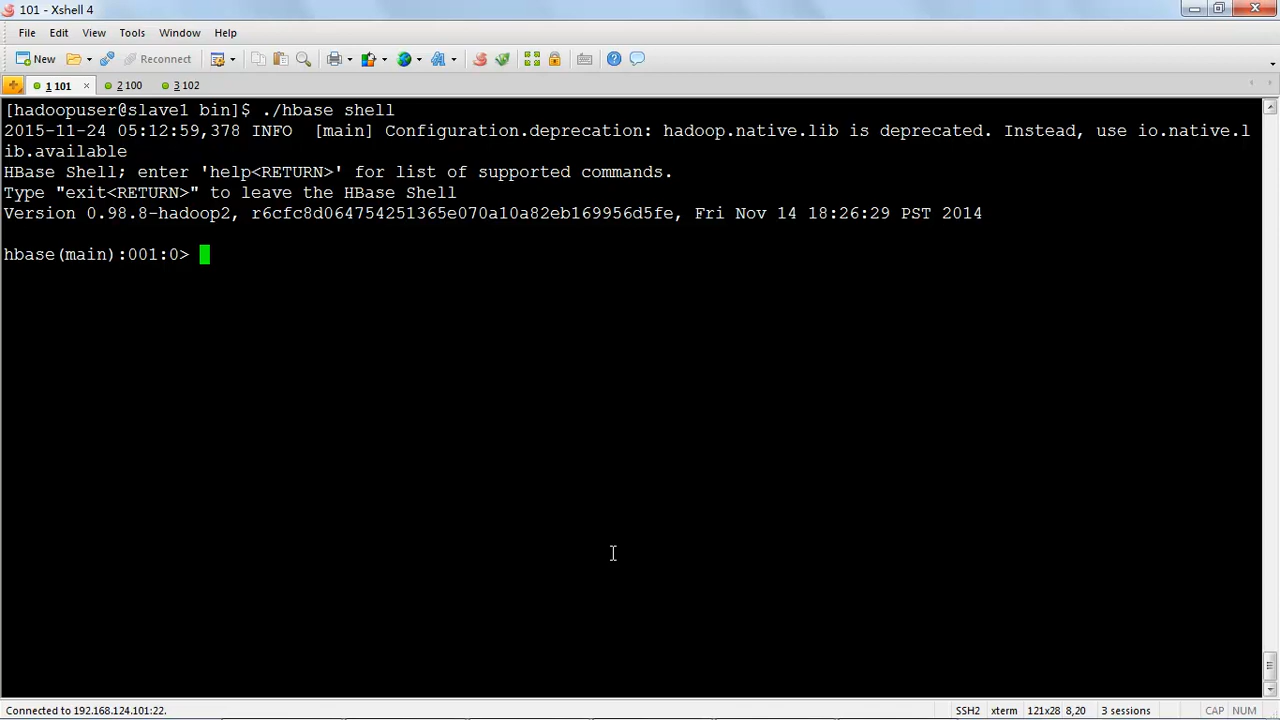 101 - Xshell 4
File Edit View Tools Window Help
New Reconnect
1 101 2 100 3 102
[hadoopuser@slave1 bin]$ ./hbase shell
2015-11-24 05:12:59,378 INFO  [main] Configuration.deprecation: hadoop.native.lib is deprecated. Instead, use io.native.l
ib.available
HBase Shell; enter 'help<RETURN>' for list of supported commands.
Type "exit<RETURN>" to leave the HBase Shell
Version 0.98.8-hadoop2, r6cfc8d064754251365e070a10a82eb169956d5fe, Fri Nov 14 18:26:29 PST 2014
hbase(main):001:0>
Connected to 192.168.124.101:22. SSH2 xterm 121x28 8,20 3 sessions CAP NUM